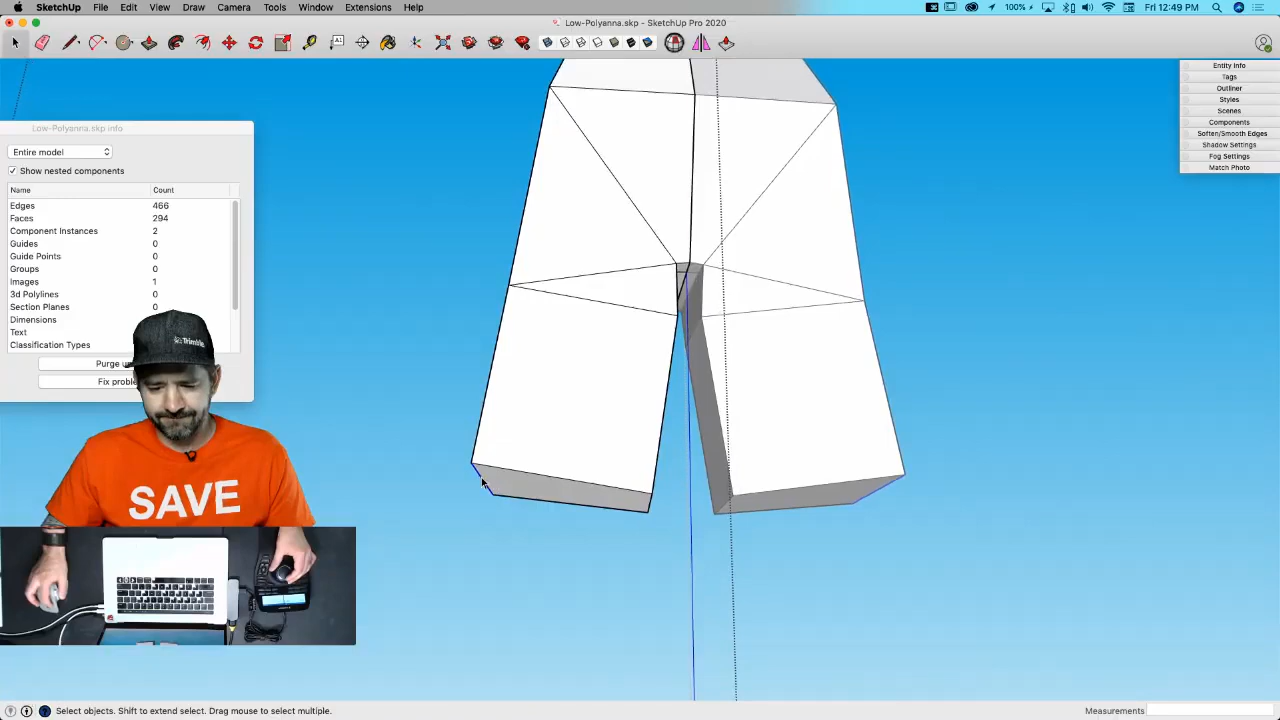 SketchUp File Edit View Draw Camera Tools Window Extensions Help 100% Fri 12:49 PM
Low-Polyanna.skp - SketchUp Pro 2020
Entity Info
Tags
Outliner
Styles
Scenes
Components
Soften/Smooth Edges
Shadow Settings
Fog Settings
Match Photo
Low-Polyanna.skp info
Entire model
Show nested components
Name Count
Edges 466
Faces 294
Component Instances 2
Guides 0
Guide Points 0
Groups 0
Images 1
3d Polylines 0
Section Planes 0
Dimensions
Text
Classification Types
Purge
Fix
Trimble.
SAVE
Select objects. Shift to extend select. Drag mouse to select multiple.
Measurements